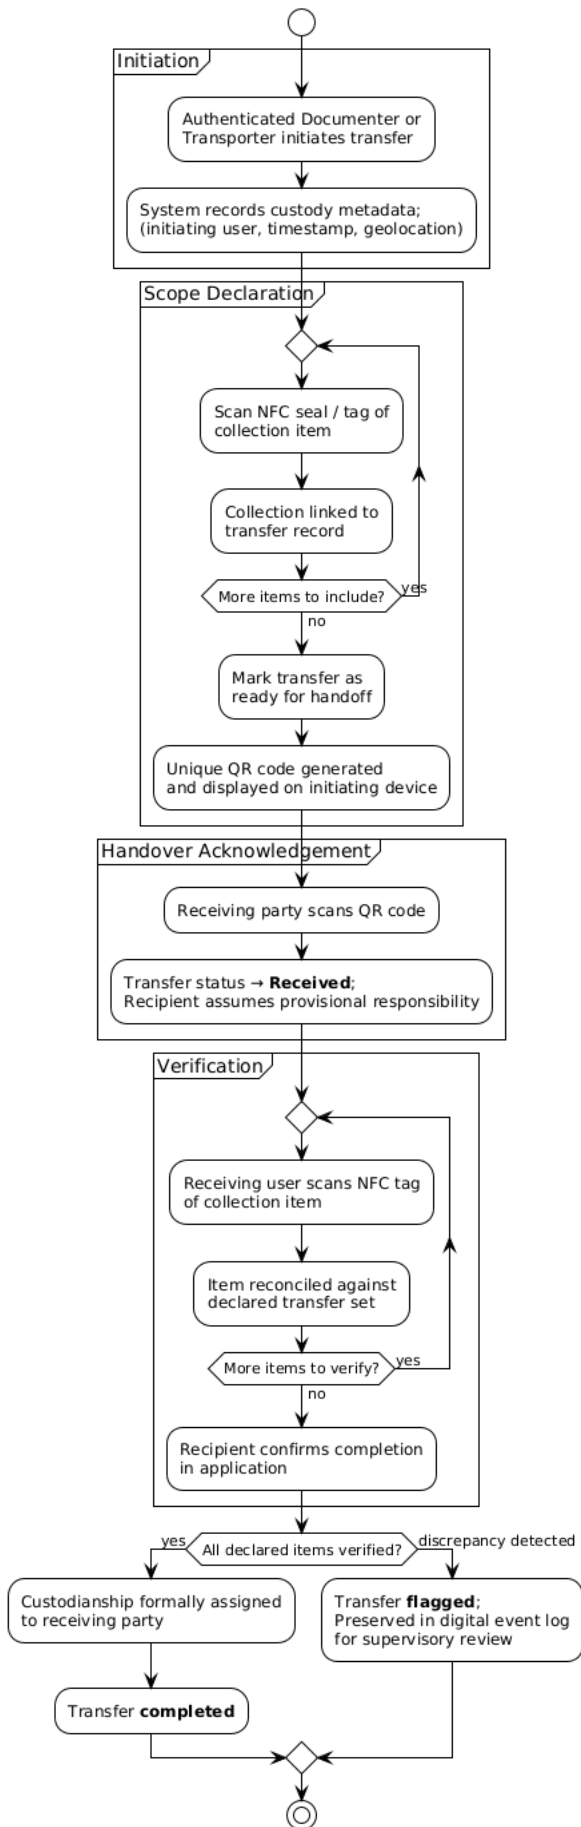 Initiation
Authenticated Documenter or
Transporter initiates transfer
System records custody metadata;
(initiating user, timestamp, geolocation)
Scope Declaration
Scan NFC seal / tag of
collection item
Collection linked to
transfer record
More items to include?
yes
no
Mark transfer as
ready for handoff
Unique QR code generated
and displayed on initiating device
Handover Acknowledgement
Receiving party scans QR code
Transfer status → Received;
Recipient assumes provisional responsibility
Verification
Receiving user scans NFC tag
of collection item
Item reconciled against
declared transfer set
More items to verify?
yes
no
Recipient confirms completion
in application
yes
All declared items verified?
discrepancy detected
Custodianship formally assigned
to receiving party
Transfer completed
Transfer flagged;
Preserved in digital event log
for supervisory review